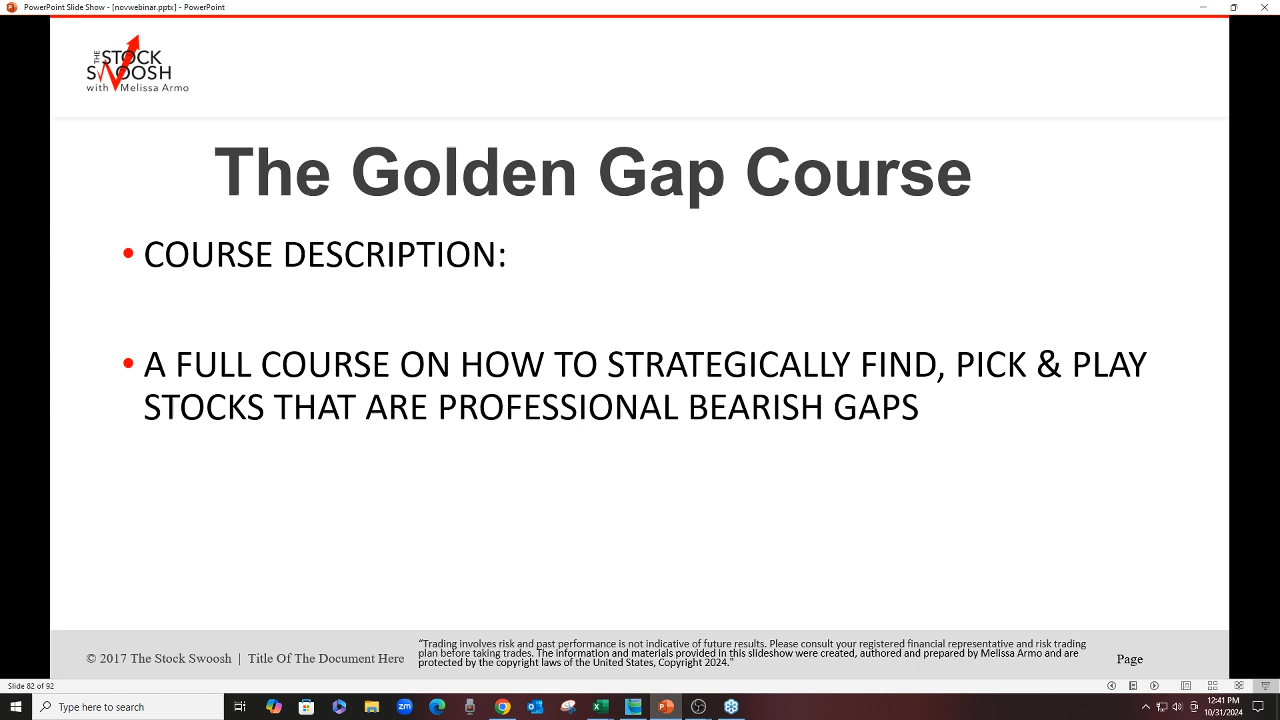 PowerPoint Slide Show - [novwebinar.pptx] - PowerPoint
THE STOCK
SWOOSH
with Melissa Armo
The Golden Gap Course
• COURSE DESCRIPTION:
• A FULL COURSE ON HOW TO STRATEGICALLY FIND, PICK & PLAY
STOCKS THAT ARE PROFESSIONAL BEARISH GAPS
© 2017 The Stock Swoosh | Title Of The Document Here
“Trading involves risk and past performance is not indicative of future results. Please consult your registered financial representative and risk trading
plan before taking trades. The information and materials provided in this slideshow were created, authored and prepared by Melissa Armo and are
protected by the copyright laws of the United States, Copyright 2024."
Page
Slide 82 of 92
Type here to search
zm
12:41 PM
10/31/2024